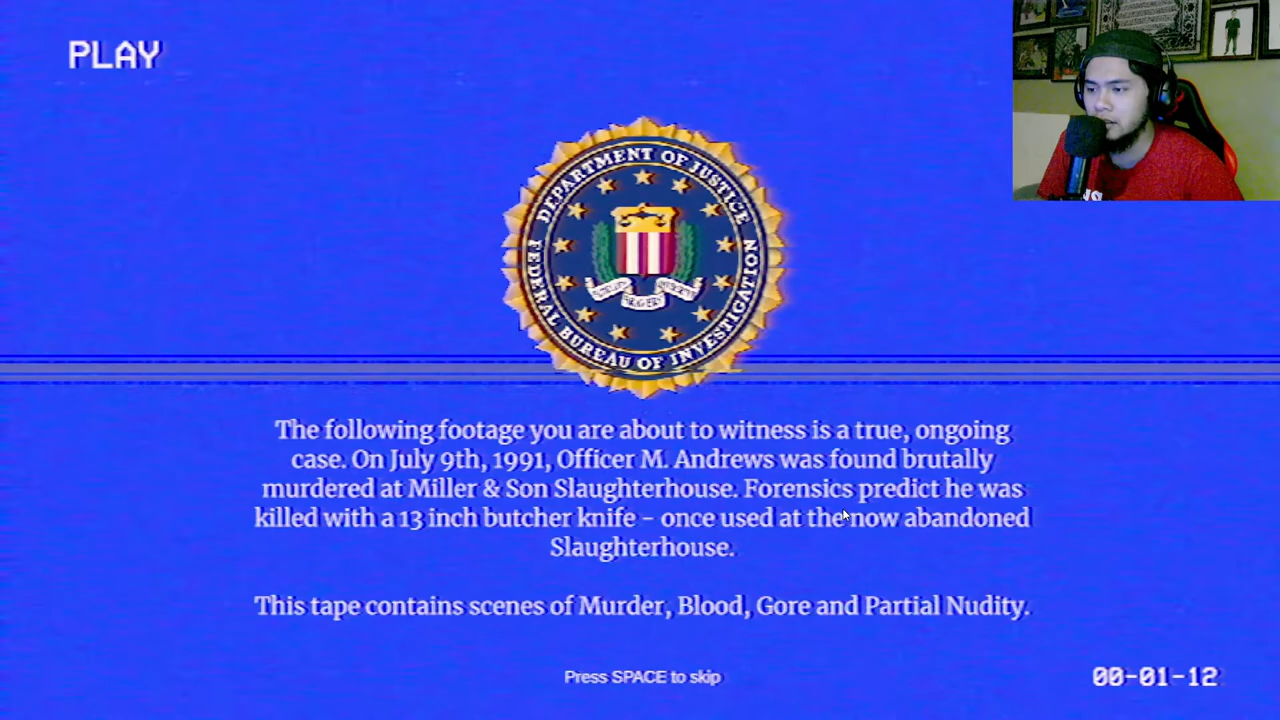 PLAY
DEPARTMENT OF JUSTICE
FEDERAL BUREAU OF INVESTIGATION
BRAVERY
The following footage you are about to witness is a true, ongoing
case. On July 9th, 1991, Officer M. Andrews was found brutally
murdered at Miller & Son Slaughterhouse. Forensics predict he was
killed with a 13 inch butcher knife - once used at the now abandoned
Slaughterhouse.
This tape contains scenes of Murder, Blood, Gore and Partial Nudity.
Press SPACE to skip
00-01-12